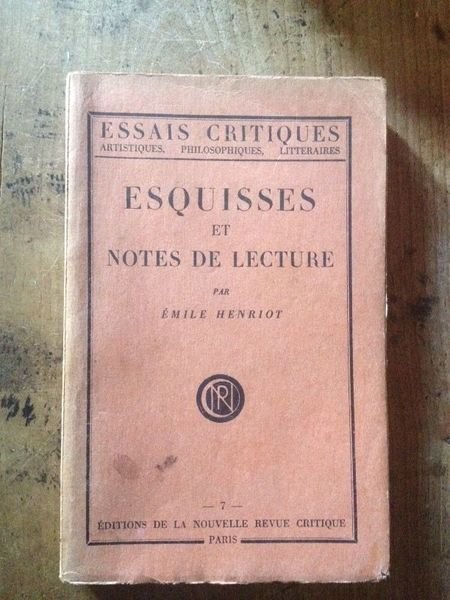 ESSAIS CRITIQUES
ARTISTIQUES, PHILOSOPHIQUES, LITTERAIRES
ESQUISSES
ET
NOTES DE LECTURE
PAR
ÉMILE HENRIOT
NRC
— 7 —
ÉDITIONS DE LA NOUVELLE REVUE CRITIQUE
PARIS